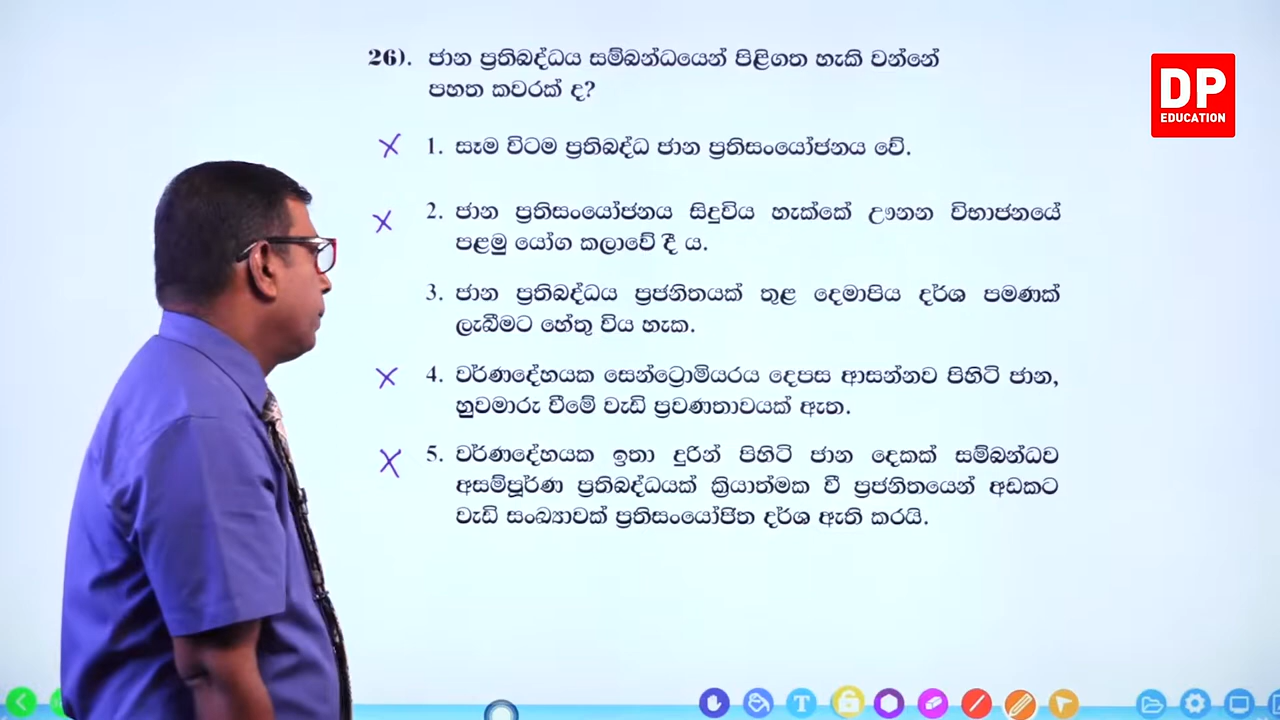 DP
EDUCATION
26). ජාන ප්‍රතිබද්ධය සම්බන්ධයෙන් පිළිගත හැකි වන්නේ
පහත කවරක් ද?
1. සෑම විටම ප්‍රතිබද්ධ ජාන ප්‍රතිසංයෝජනය වේ.
2. ජාන ප්‍රතිසංයෝජනය සිදුවිය හැක්කේ ඌනන විභාජනයේ
පළමු යෝග කලාවේ දී ය.
3. ජාන ප්‍රතිබද්ධය ප්‍රජනිතයක් තුළ දෙමාපිය දර්ශ පමණක්
ලැබීමට හේතු විය හැක.
4. වර්ණදේහයක සෙන්ට්‍රොමියරය දෙපස ආසන්නව පිහිටි ජාන,
හුවමාරු වීමේ වැඩි ප්‍රවණතාවයක් ඇත.
5. වර්ණදේහයක ඉතා දුරින් පිහිටි ජාන දෙකක් සම්බන්ධව
අසම්පූර්ණ ප්‍රතිබද්ධයක් ක්‍රියාත්මක වී ප්‍රජනිතයෙන් අඩකට
වැඩි සංඛ්‍යාවක් ප්‍රතිසංයෝජිත දර්ශ ඇති කරයි.